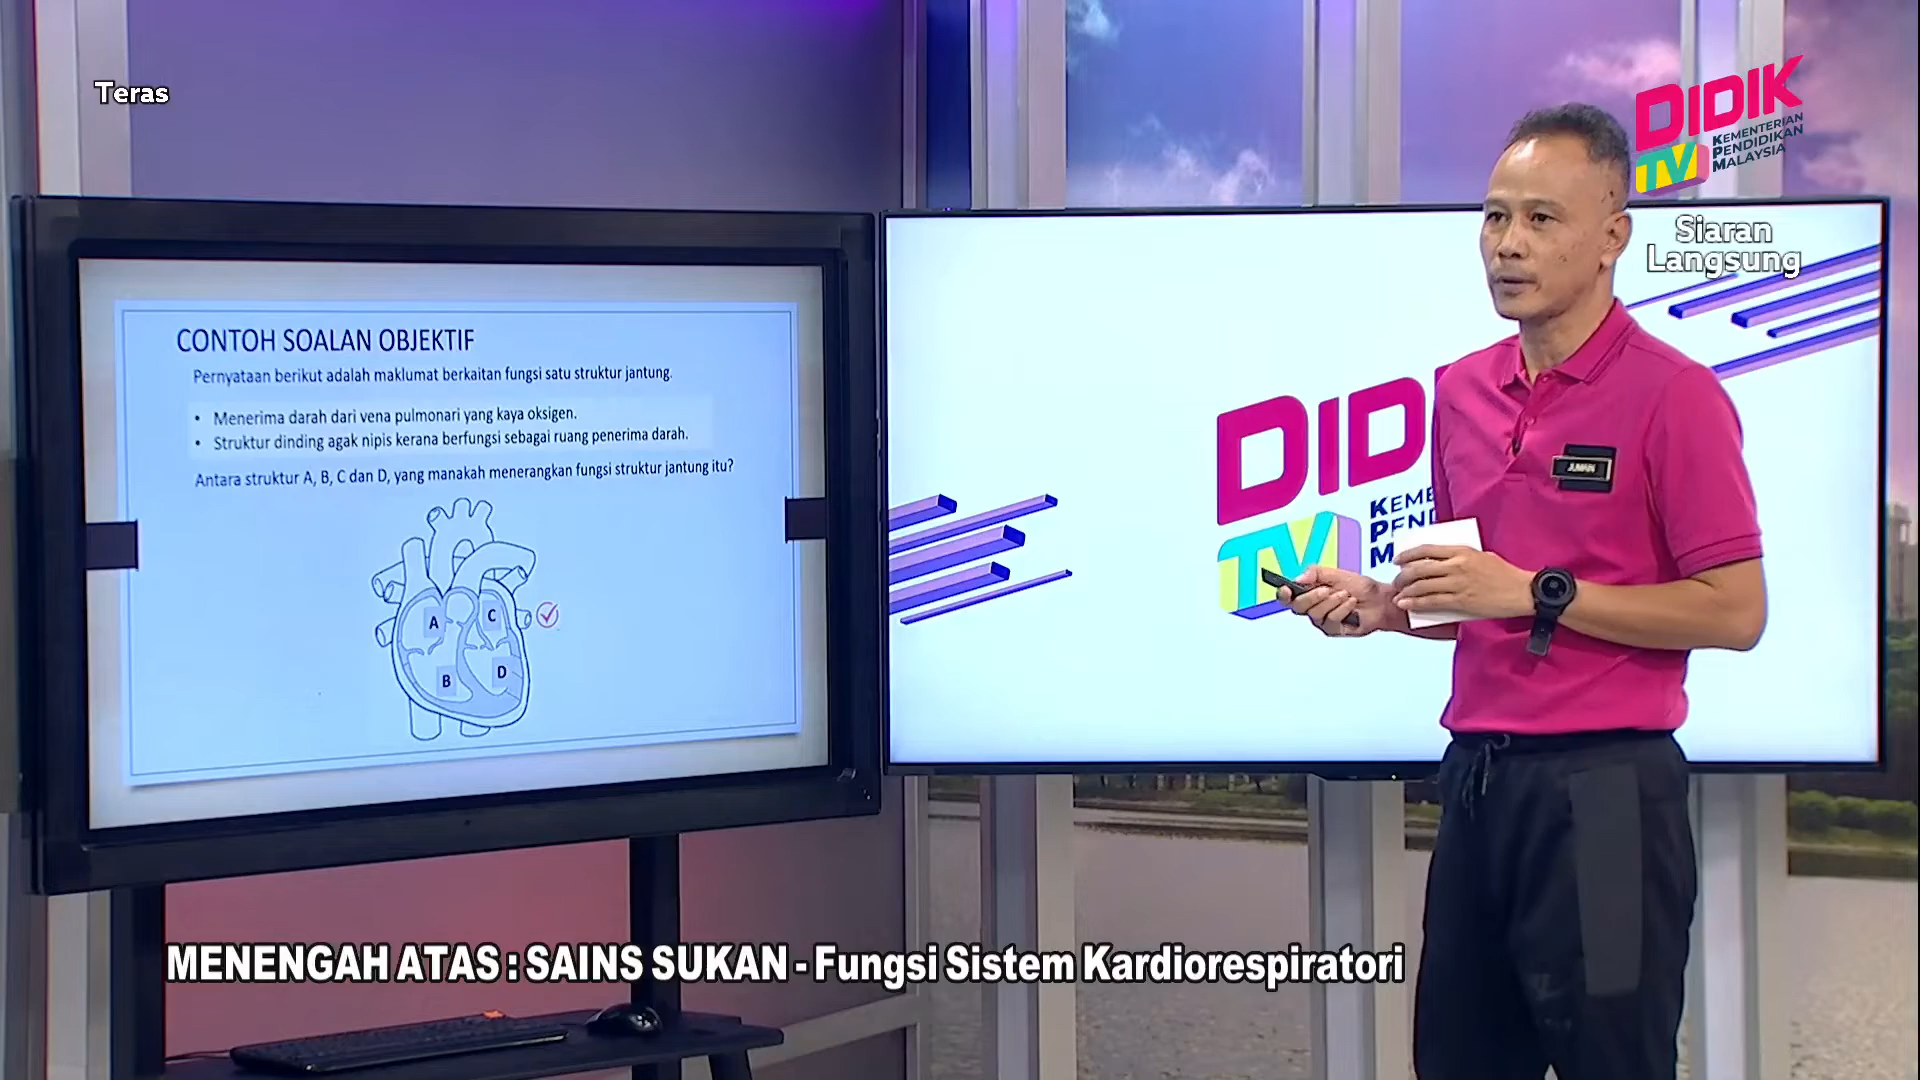 Teras
DIDIK
TV
KEMENTERIAN
PENDIDIKAN
MALAYSIA
Siaran
Langsung
CONTOH SOALAN OBJEKTIF
Pernyataan berikut adalah maklumat berkaitan fungsi satu struktur jantung.
• Menerima darah dari vena pulmonari yang kaya oksigen.
• Struktur dinding agak nipis kerana berfungsi sebagai ruang penerima darah.
Antara struktur A, B, C dan D, yang manakah menerangkan fungsi struktur jantung itu?
A
C
B
D
DIDIK
TV
KEME
PEND
M
MENENGAH ATAS : SAINS SUKAN - Fungsi Sistem Kardiorespiratori